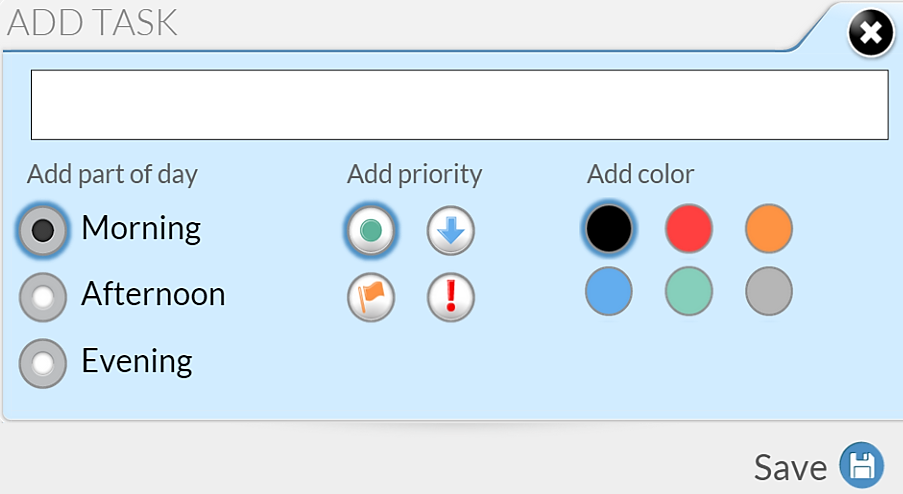 ADD TASK
Add part of day
Add priority
Add color
Morning
Afternoon
Evening
Save